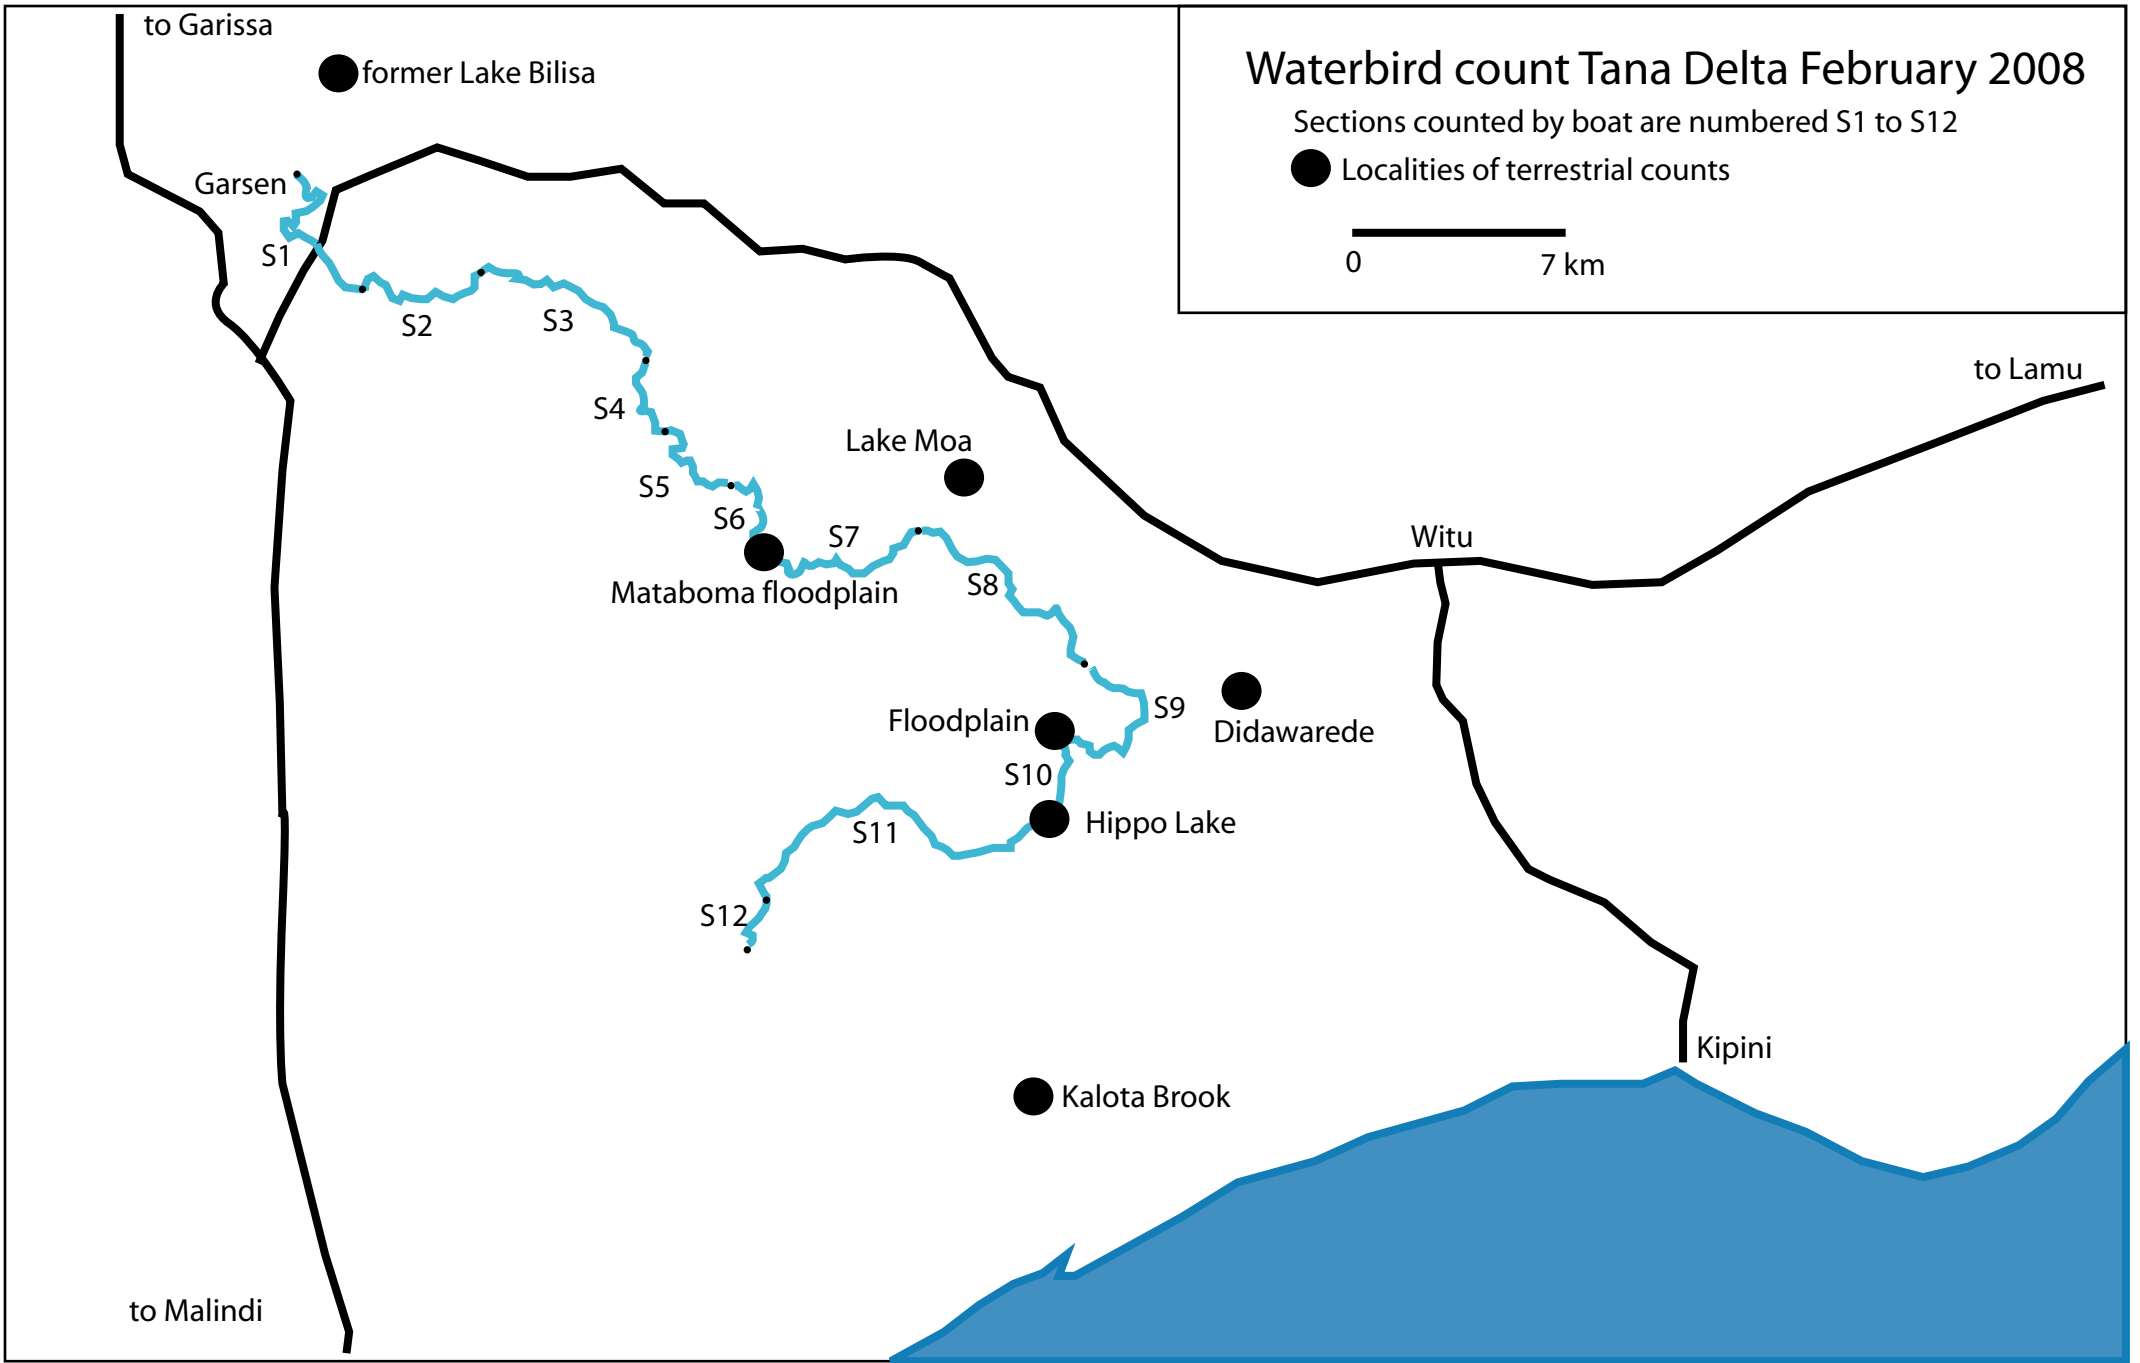 to Garissa
former Lake Bilisa
Waterbird count Tana Delta February 2008
Sections counted by boat are numbered S1 to S12
Localities of terrestrial counts
0
7 km
Garsen
S1
S2
S3
to Lamu
S4
Lake Moa
S5
S6
S7
Witu
Mataboma floodplain
S8
S9
Floodplain
Didawarede
S10
Hippo Lake
S11
S12
Kipini
Kalota Brook
to Malindi